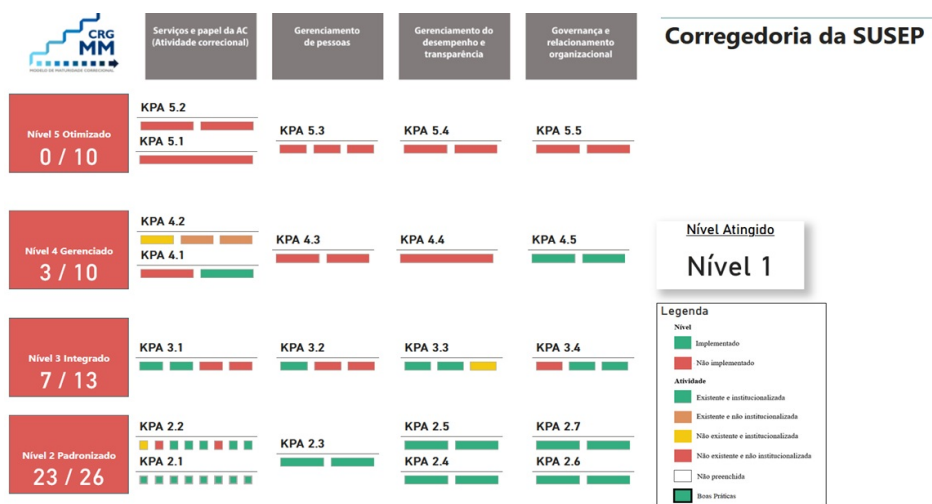 CRG
MM
MODELO DE MATURIDADE CORRECIONAL
Serviços e papel da AC
(Atividade correcional)
Gerenciamento
de pessoas
Gerenciamento do
desempenho e
transparência
Governança e
relacionamento
organizacional
Corregedoria da SUSEP
Nível 5 Otimizado
0 / 10
KPA 5.2
KPA 5.1
KPA 5.3
KPA 5.4
KPA 5.5
Nível 4 Gerenciado
3 / 10
KPA 4.2
KPA 4.1
KPA 4.3
KPA 4.4
KPA 4.5
Nível 3 Integrado
7 / 13
KPA 3.1
KPA 3.2
KPA 3.3
KPA 3.4
Nível 2 Padronizado
23 / 26
KPA 2.2
KPA 2.1
KPA 2.3
KPA 2.5
KPA 2.4
KPA 2.7
KPA 2.6
Nível Atingido
Nível 1
Legenda
Nível
Implementado
Não implementado
Atividade
Existente e institucionalizada
Existente e não institucionalizada
Não existente e institucionalizada
Não existente e não institucionalizada
Não preenchida
Boas Práticas